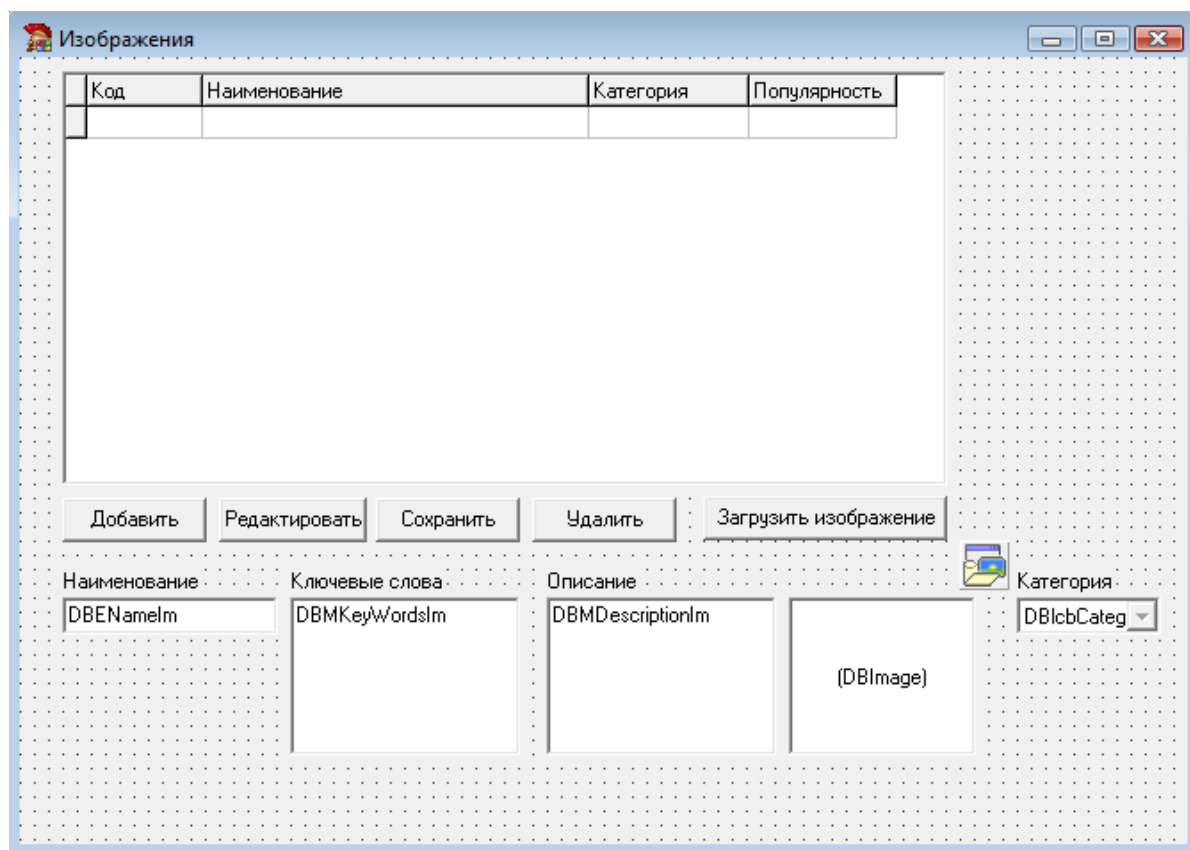 Изображения
Код Наименование Категория Популярность
Добавить Редактировать Сохранить Удалить Загрузить изображение
Наименование Ключевые слова Описание Категория
DBENameIm DBMKeyWordsIm DBMDescriptionIm DBlcbCateg
(DBImage)